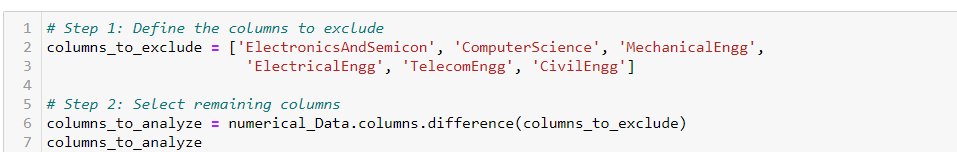 1 # Step 1: Define the columns to exclude
2 columns_to_exclude = ['ElectronicsAndSemicon', 'ComputerScience', 'MechanicalEngg',
3                       'ElectricalEngg', 'TelecomEngg', 'CivilEngg']
4
5 # Step 2: Select remaining columns
6 columns_to_analyze = numerical_Data.columns.difference(columns_to_exclude)
7 columns_to_analyze